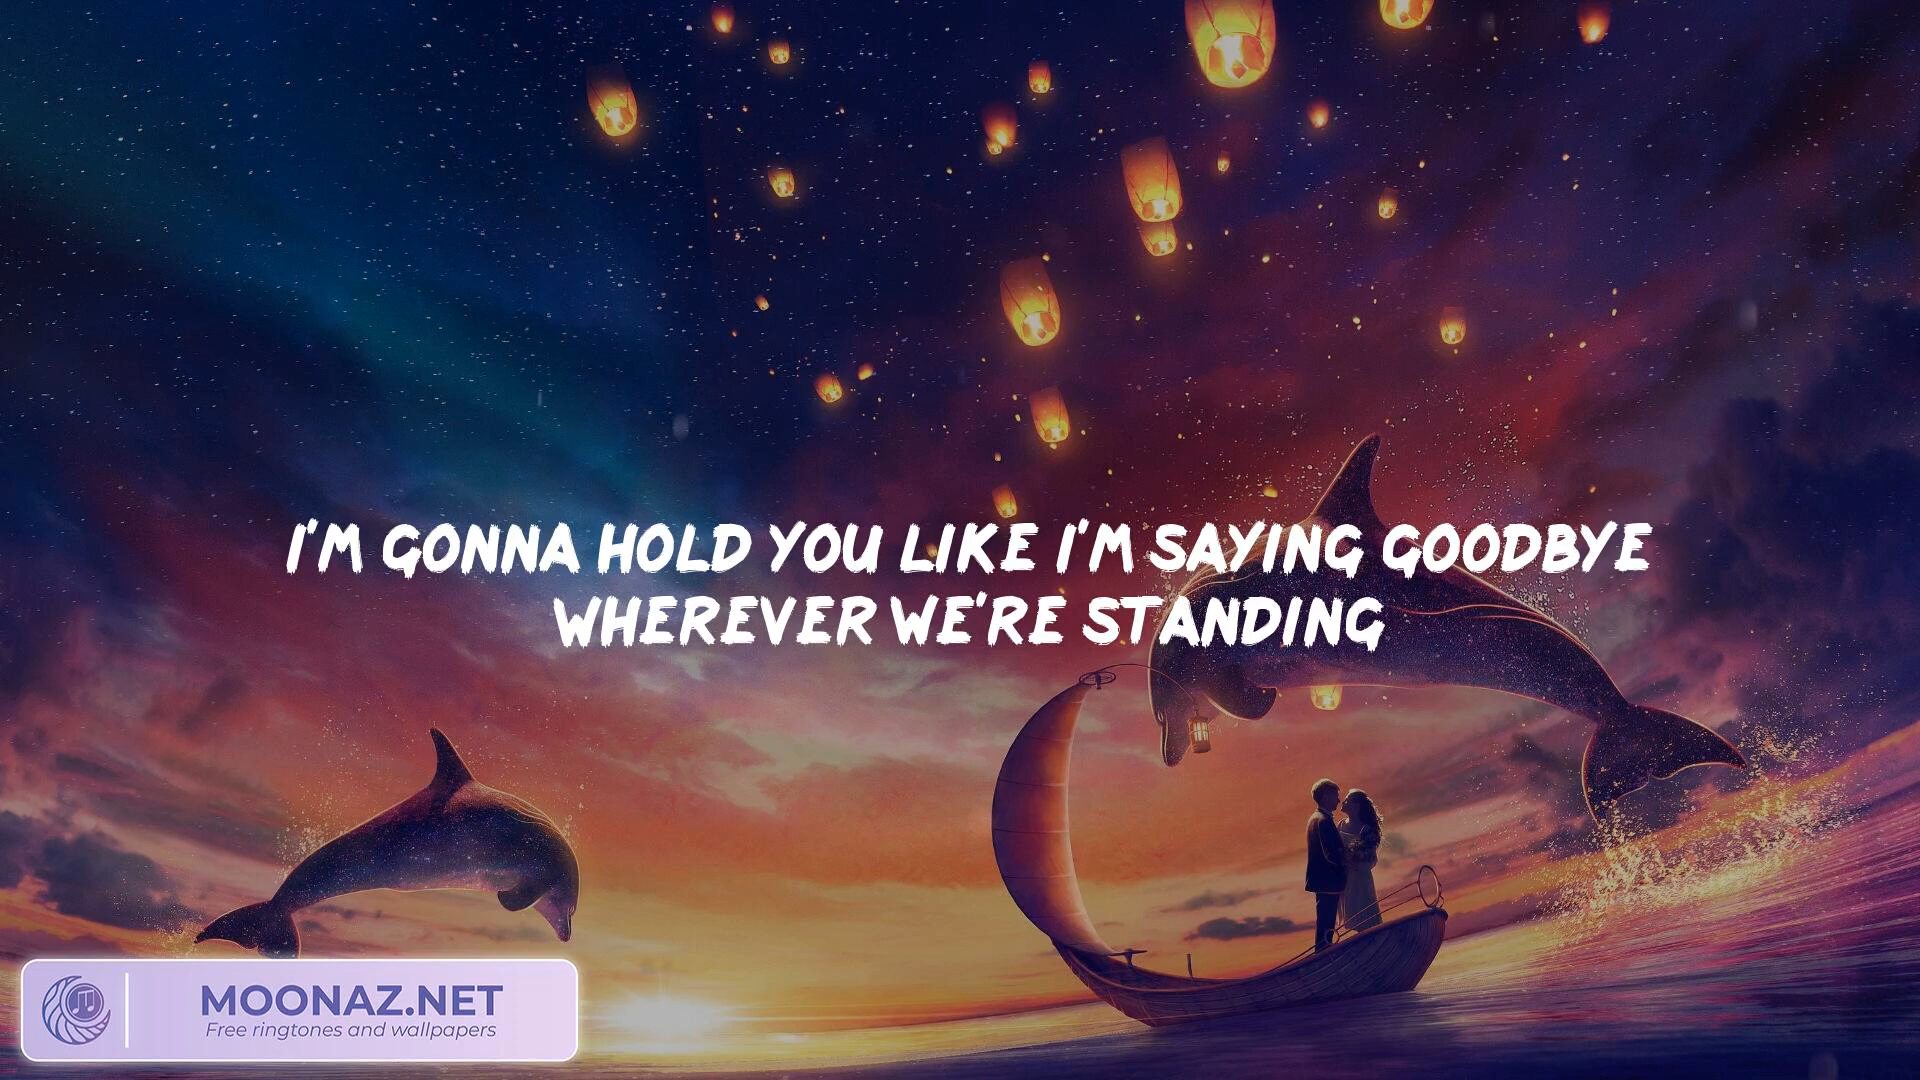 I'M GONNA HOLD YOU LIKE I'M SAYING GOODBYE
WHEREVER WE'RE STANDING
MOONAZ.NET
Free ringtones and wallpapers